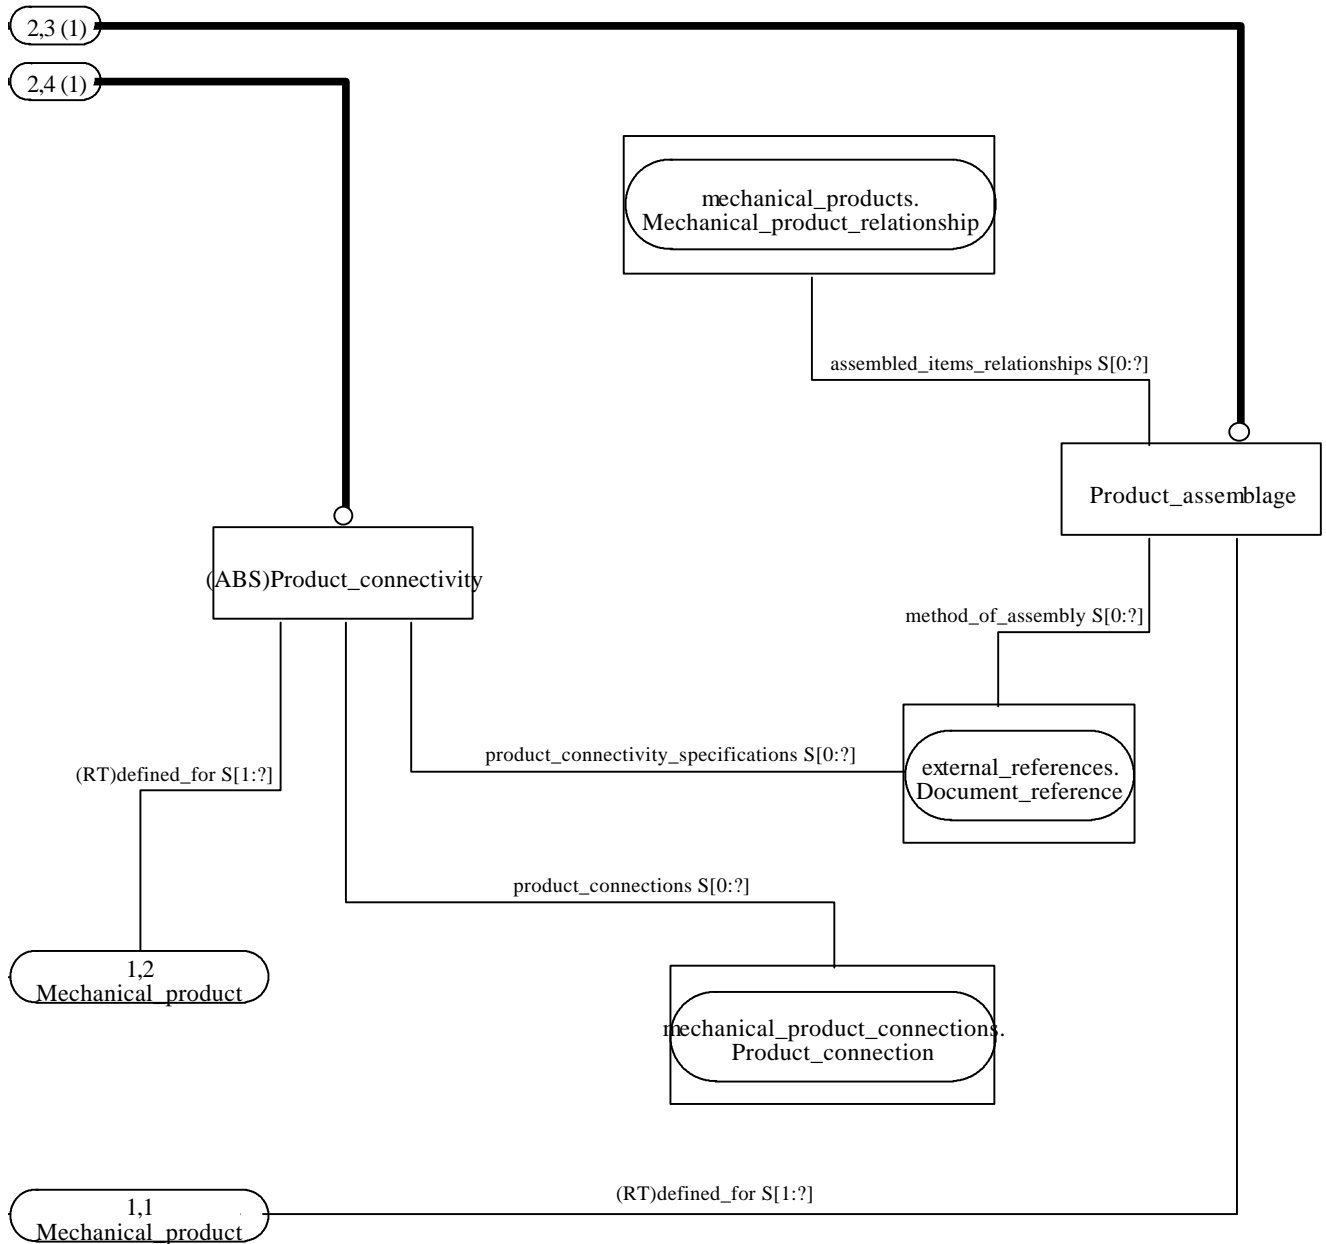 2,3 (1)
2,4 (1)
mechanical_products.
Mechanical_product_relationship
assembled_items_relationships S[0:?]
Product_assemblage
(ABS)Product_connectivity
method_of_assembly S[0:?]
product_connectivity_specifications S[0:?]
external_references.
Document_reference
(RT)defined_for S[1:?]
product_connections S[0:?]
1,2
Mechanical_product
mechanical_product_connections.
Product_connection
(RT)defined_for S[1:?]
1,1
Mechanical_product